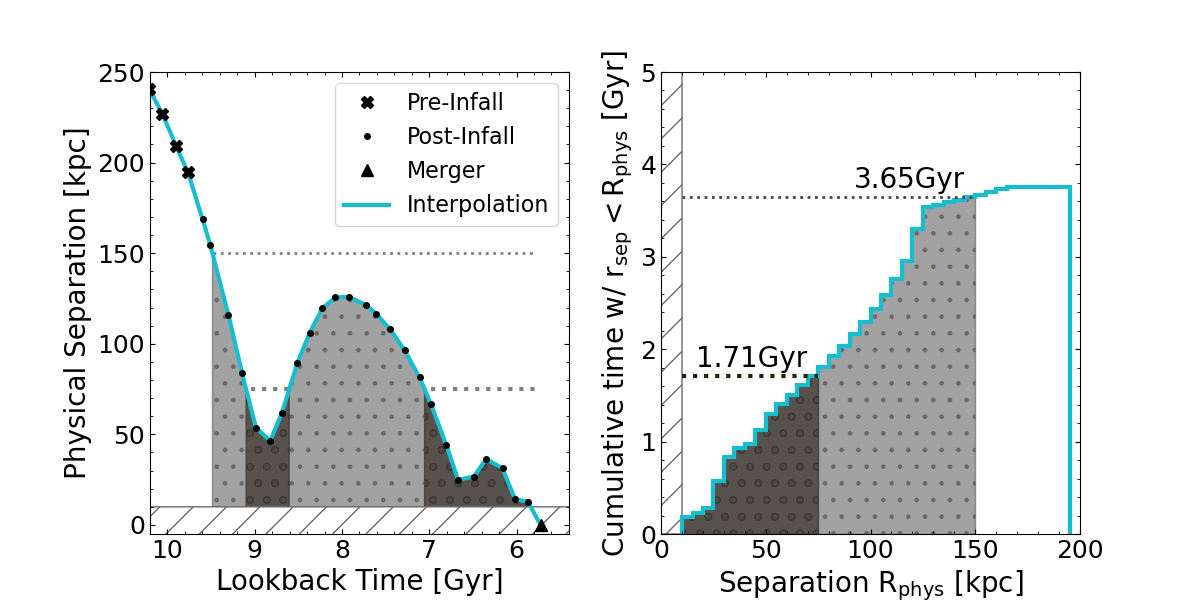 250
200
150
100
50
0
10
9
8
7
6
Physical Separation [kpc]
Lookback Time [Gyr]
Pre-Infall
Post-Infall
Merger
Interpolation
5
4
3
2
1
0
0
50
100
150
200
Cumulative time w/ r_sep < R_phys [Gyr]
Separation R_phys [kpc]
3.65Gyr
1.71Gyr